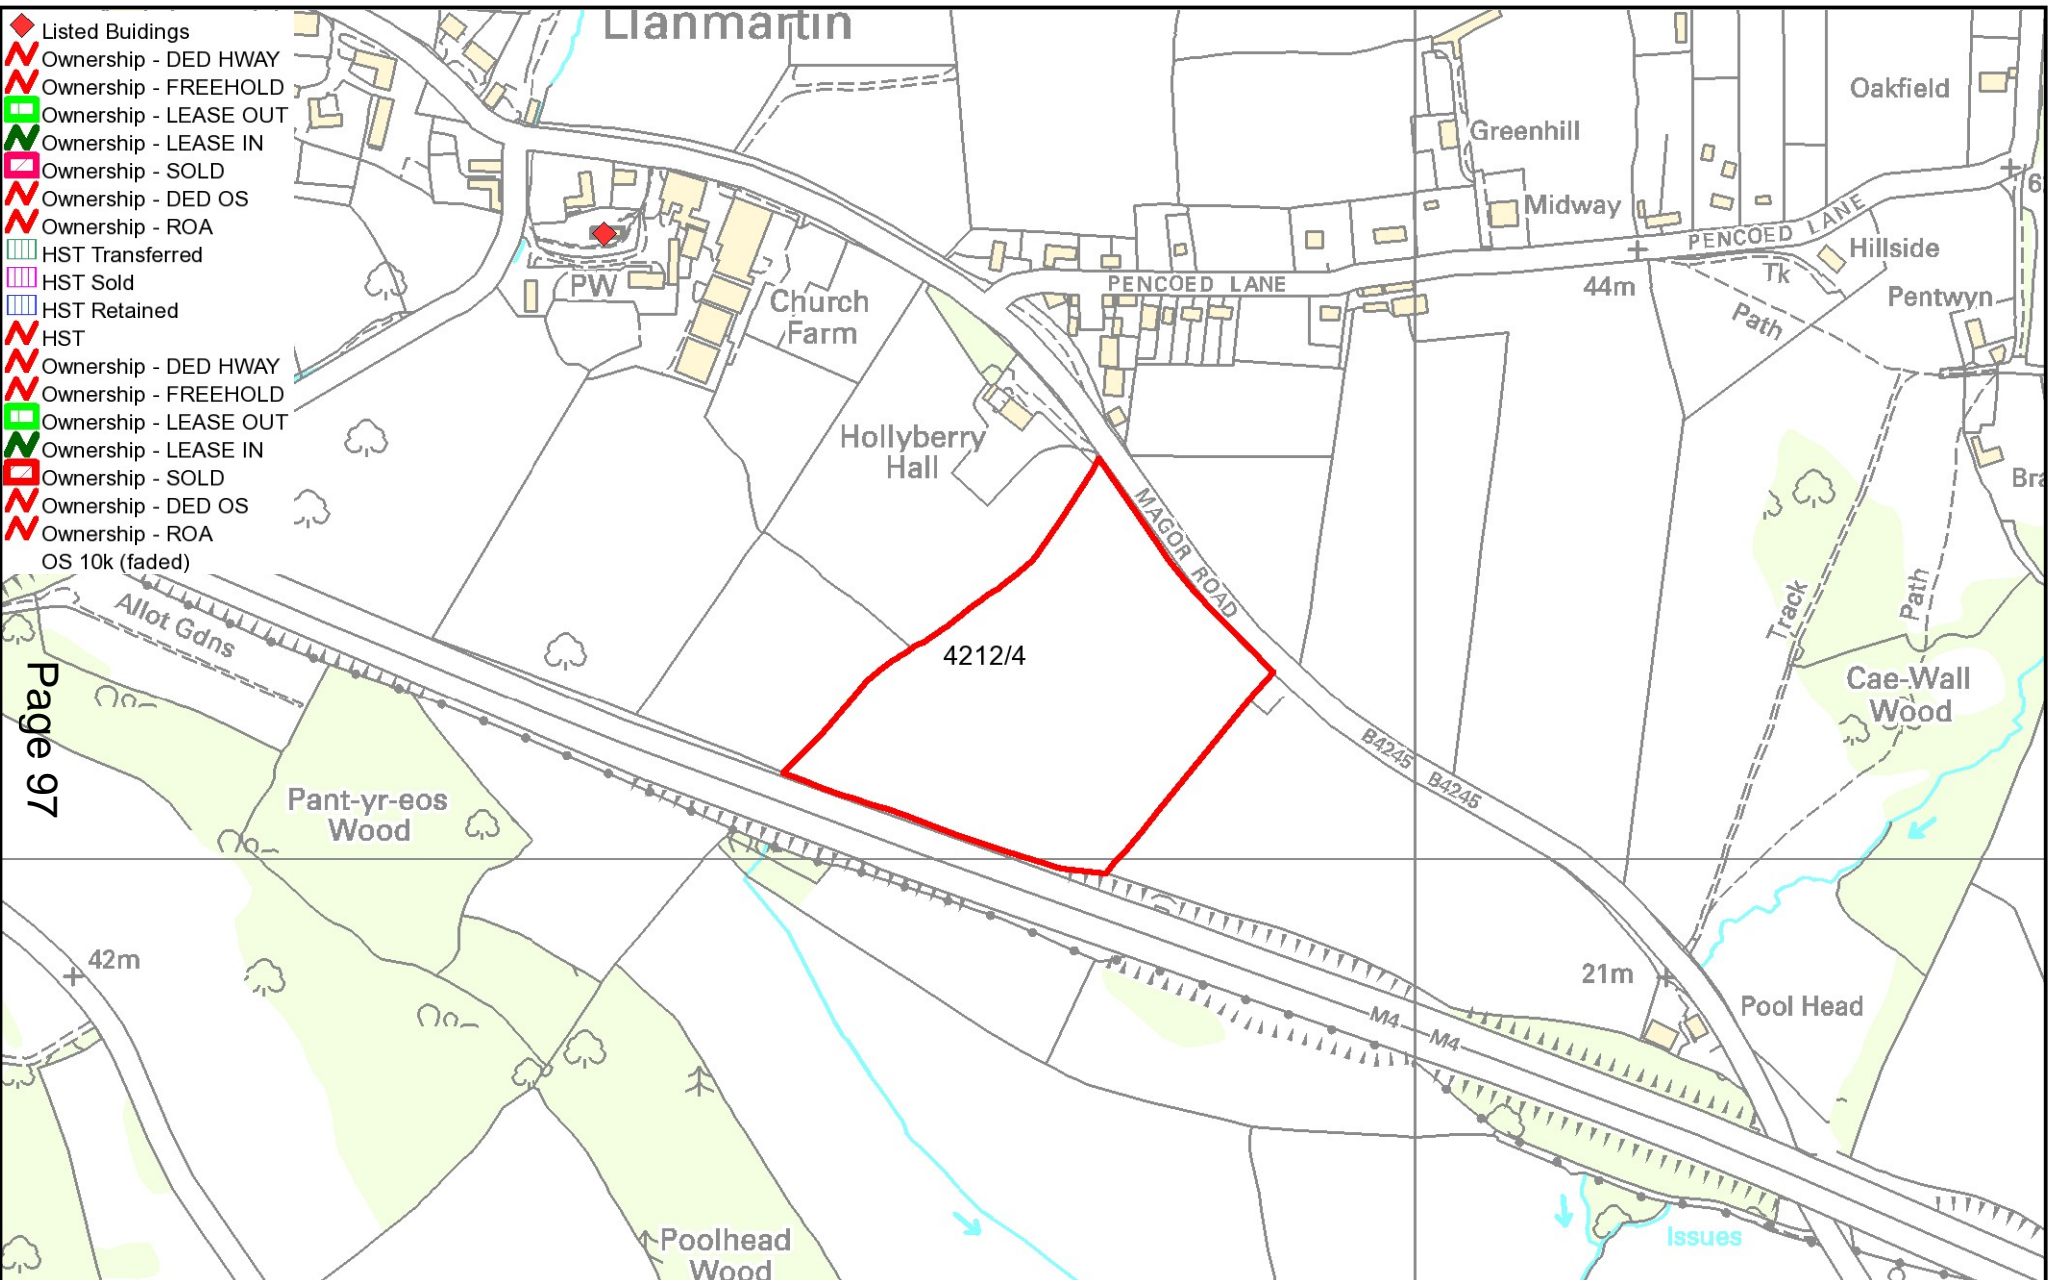 Listed Buidings
Ownership - DED HWAY
Ownership - FREEHOLD
Ownership - LEASE OUT
Ownership - LEASE IN
Ownership - SOLD
Ownership - DED OS
Ownership - ROA
HST Transferred
HST Sold
HST Retained
HST
Ownership - DED HWAY
Ownership - FREEHOLD
Ownership - LEASE OUT
Ownership - LEASE IN
Ownership - SOLD
Ownership - DED OS
Ownership - ROA
OS 10k (faded)
Llanmartin
Oakfield
Greenhill
Midway
PENCOED LANE
Hillside
Tk
44m
Pentwyn
Path
PW
Church
Farm
PENCOED LANE
Hollyberry
Hall
MAGOR ROAD
Allot Gdns
4212/4
Track
Path
Cae-Wall
Wood
Page 97
B4245
B4245
Pant-yr-eos
Wood
42m
21m
Pool Head
M4
M4
Poolhead
Wood
Issues